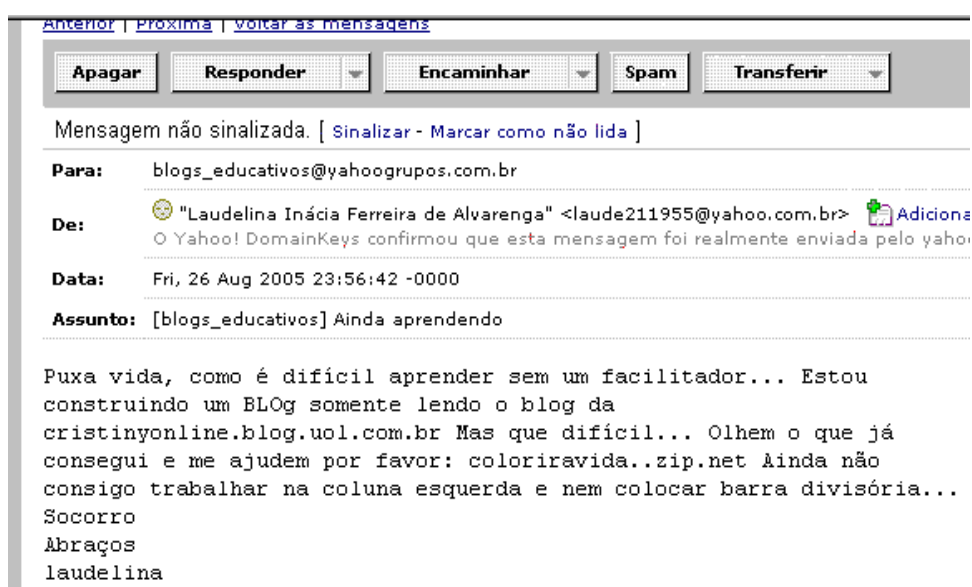 Anterior | Próxima | Voltar às mensagens
Apagar Responder Encaminhar Spam Transferir
Mensagem não sinalizada. [ Sinalizar - Marcar como não lida ]
Para: blogs_educativos@yahoogrupos.com.br
De: "Laudelina Inácia Ferreira de Alvarenga" <laude211955@yahoo.com.br> Adiciona
O Yahoo! DomainKeys confirmou que esta mensagem foi realmente enviada pelo yahoo
Data: Fri, 26 Aug 2005 23:56:42 -0000
Assunto: [blogs_educativos] Ainda aprendendo
Puxa vida, como é difícil aprender sem um facilitador... Estou
construindo um BLOg somente lendo o blog da
cristinyonline.blog.uol.com.br Mas que difícil... Olhem o que já
consegui e me ajudem por favor: coloriravida..zip.net Ainda não
consigo trabalhar na coluna esquerda e nem colocar barra divisória...
Socorro
Abraços
laudelina